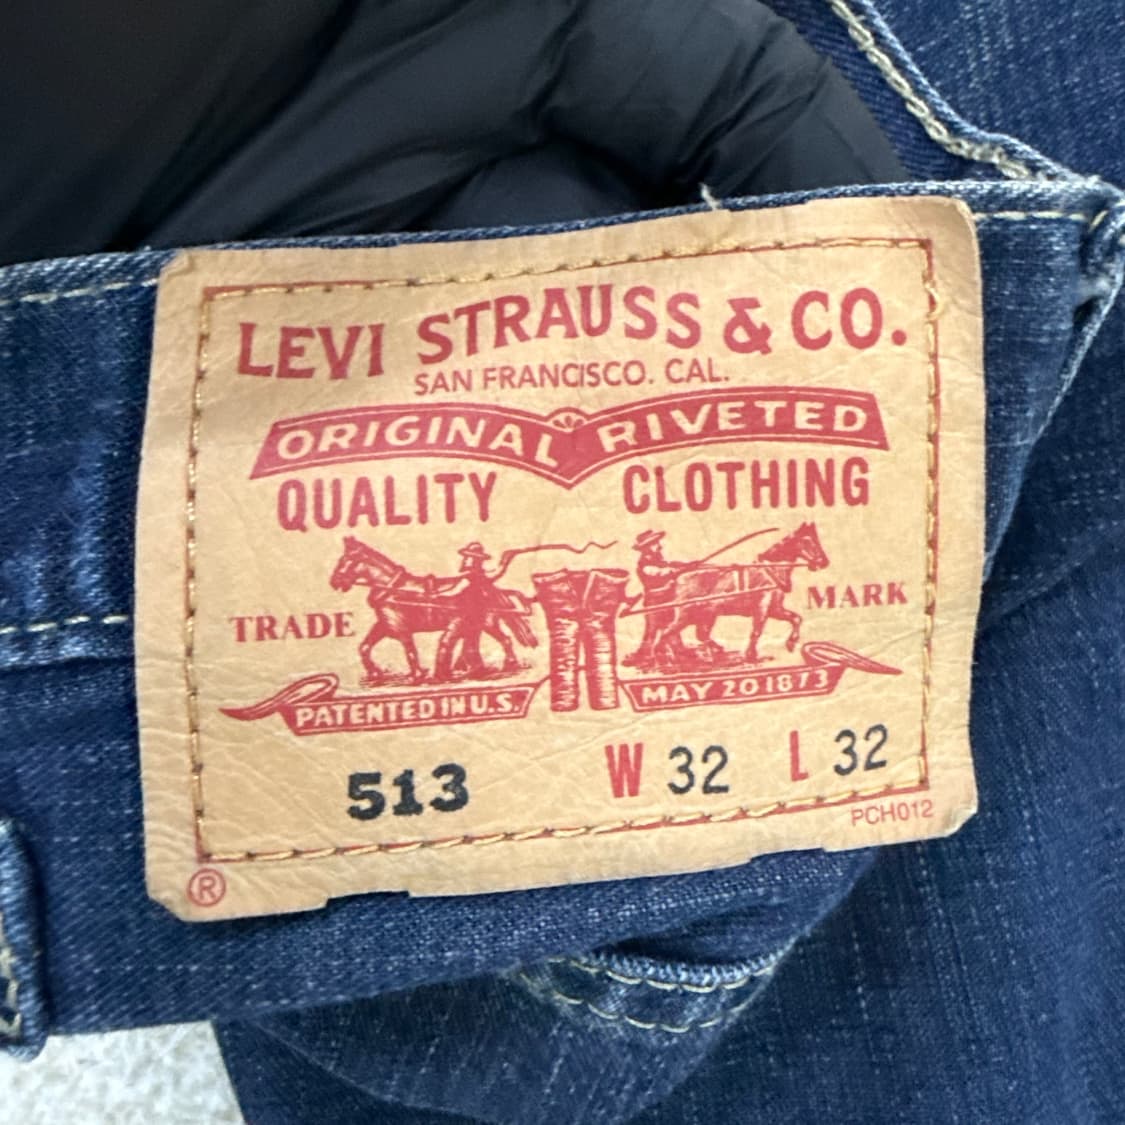 LEVI STRAUSS & CO.
SAN FRANCISCO. CAL.
ORIGINAL RIVETED
QUALITY CLOTHING
TRADE MARK
PATENTED IN U.S. MAY 20 1873
513 W 32 L 32
PCH012
®